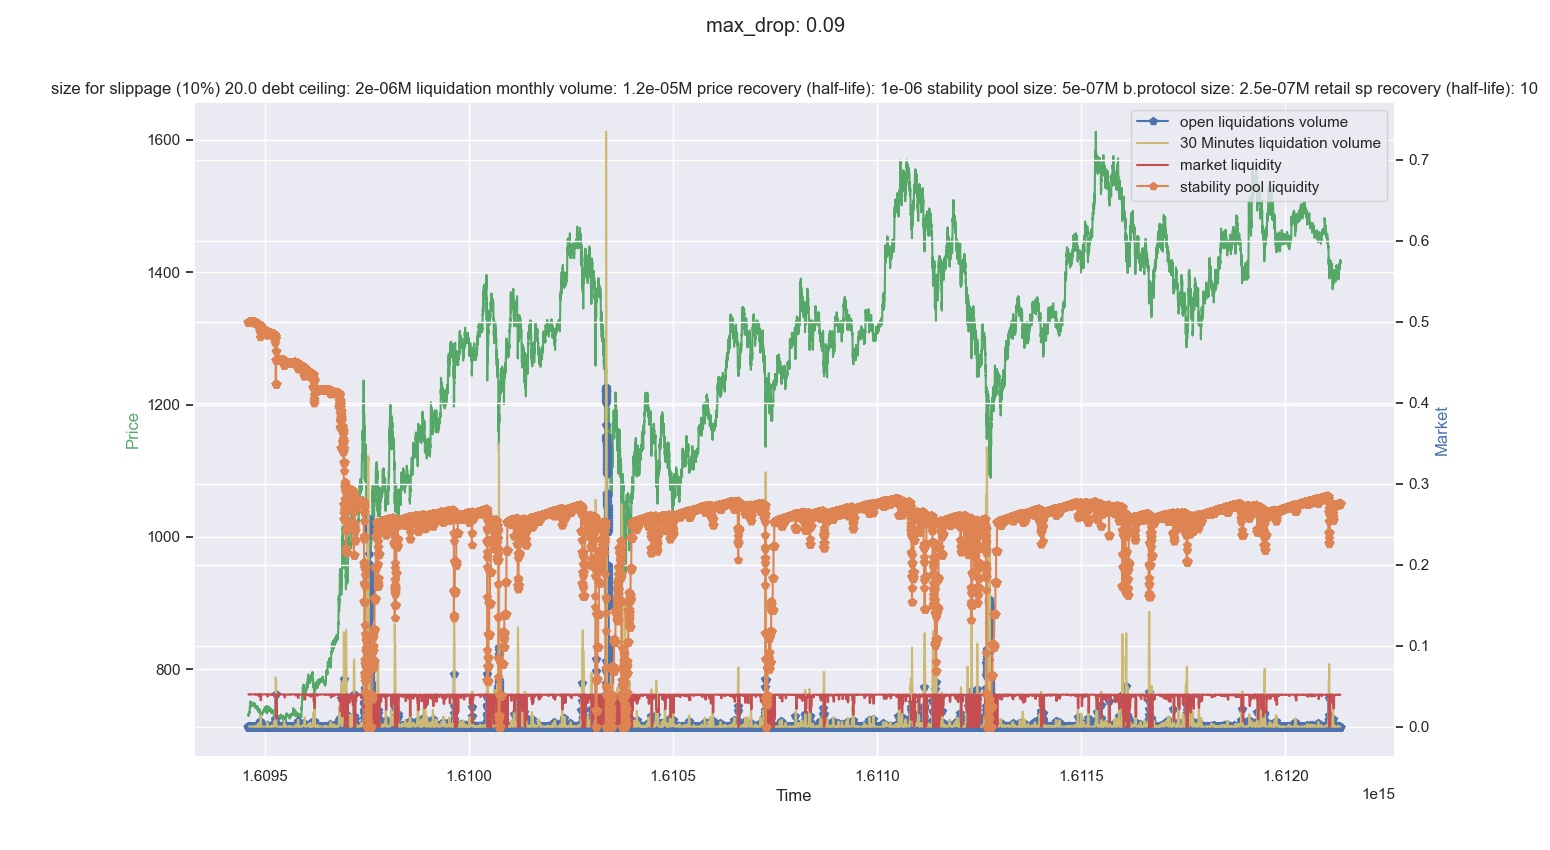 max_drop: 0.09
size for slippage (10%) 20.0 debt ceiling: 2e-06M liquidation monthly volume: 1.2e-05M price recovery (half-life): 1e-06 stability pool size: 5e-07M b.protocol size: 2.5e-07M retail sp recovery (half-life): 10
open liquidations volume
30 Minutes liquidation volume
market liquidity
stability pool liquidity
1600
1400
1200
1000
800
Price
0.7
0.6
0.5
0.4
0.3
0.2
0.1
0.0
Market
1.6095 1.6100 1.6105 1.6110 1.6115 1.6120
1e15
Time